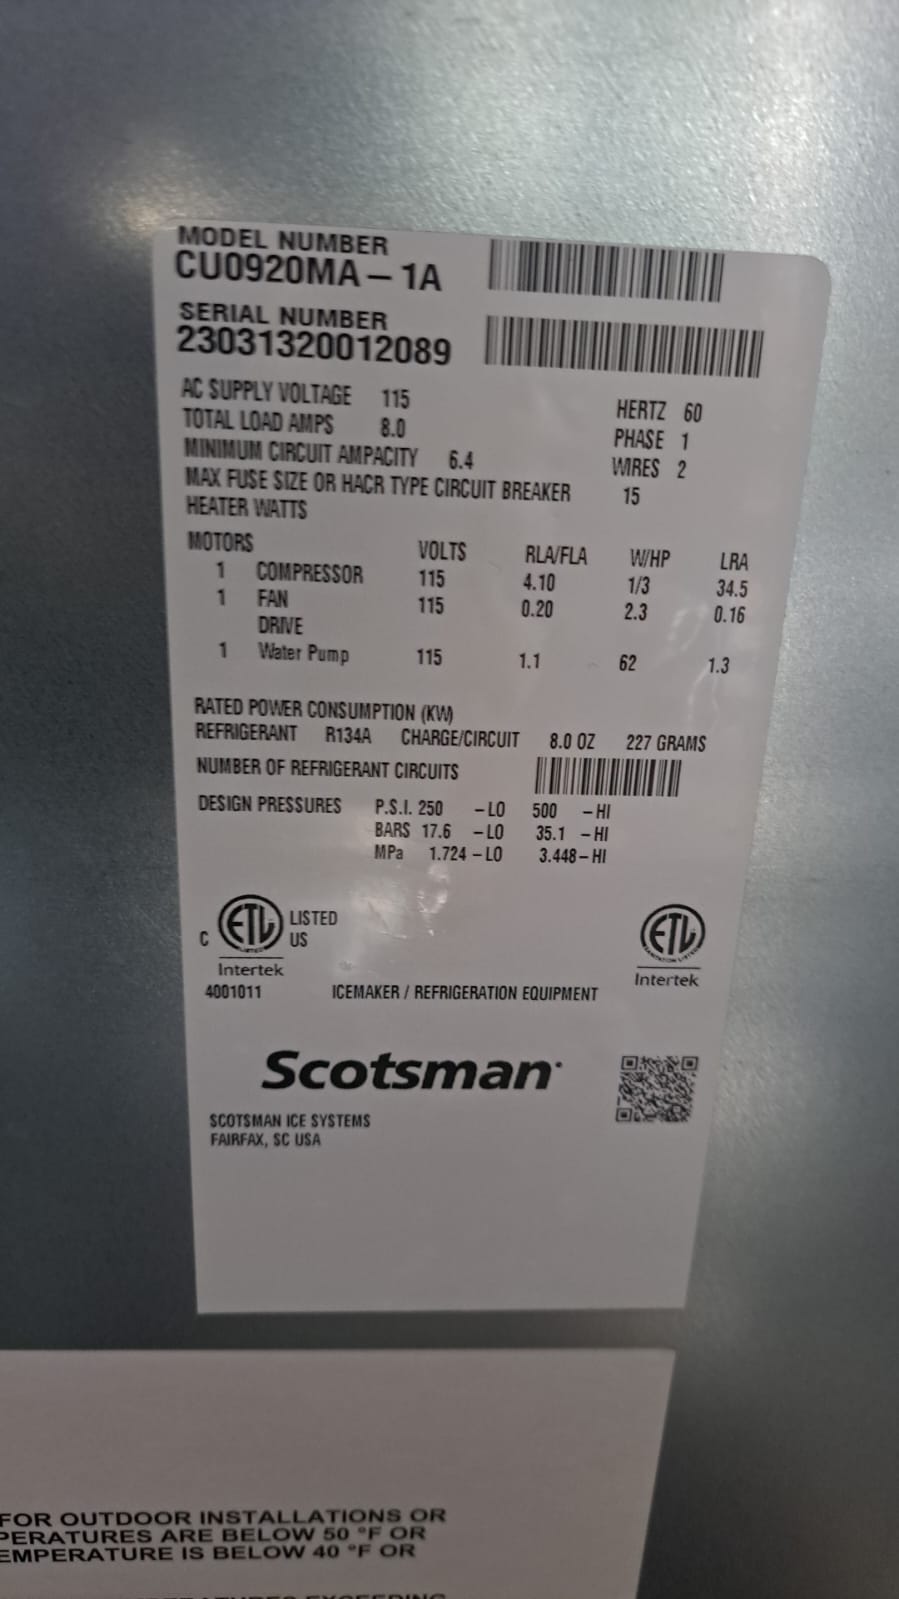 MODEL NUMBER
CU0920MA-1A
SERIAL NUMBER
23031320012089
AC SUPPLY VOLTAGE 115 HERTZ 60
TOTAL LOAD AMPS 8.0 PHASE 1
MINIMUM CIRCUIT AMPACITY 6.4 WIRES 2
MAX FUSE SIZE OR HACR TYPE CIRCUIT BREAKER 15
HEATER WATTS
MOTORS VOLTS RLA/FLA W/HP LRA
1 COMPRESSOR 115 4.10 1/3 34.5
1 FAN 115 0.20 2.3 0.16
DRIVE
1 Water Pump 115 1.1 62 1.3
RATED POWER CONSUMPTION (KW)
REFRIGERANT R134A CHARGE/CIRCUIT 8.0 OZ 227 GRAMS
NUMBER OF REFRIGERANT CIRCUITS
DESIGN PRESSURES P.S.I. 250 -LO 500 -HI
BARS 17.6 -LO 35.1 -HI
MPa 1.724-LO 3.448-HI
C ETL LISTED US
Intertek
ETL
Intertek
4001011 ICEMAKER / REFRIGERATION EQUIPMENT
Scotsman
SCOTSMAN ICE SYSTEMS
FAIRFAX, SC USA
FOR OUTDOOR INSTALLATIONS OR
PERATURES ARE BELOW 50 °F OR
EMPERATURE IS BELOW 40 °F OR